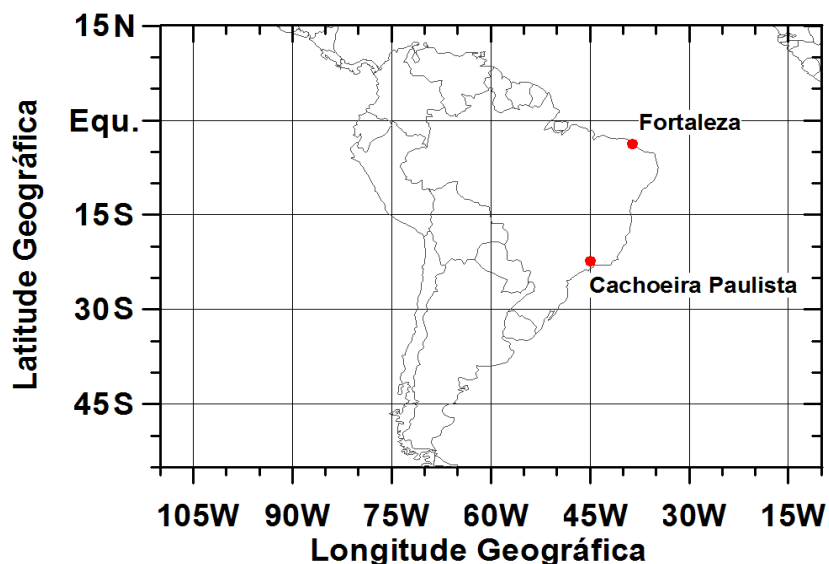 15N
Equ.
15S
30S
45S
Latitude Geográfica
Fortaleza
Cachoeira Paulista
105W 90W 75W 60W 45W 30W 15W
Longitude Geográfica